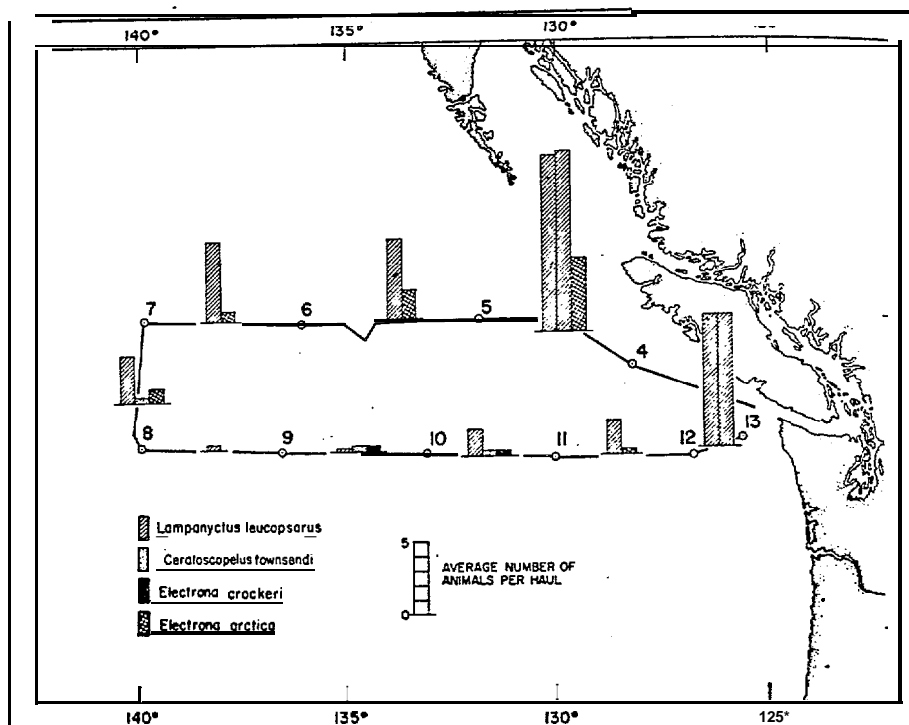 140° 135° 130° 125°
7 6 5 4
8 9 10 11 12 13
Lampanyctus leucopsarus
Ceratoscopelus townsendi
Electrona crockeri
Electrona arctica
5
0
AVERAGE NUMBER OF
ANIMALS PER HAUL
140° 135° 130° 125°